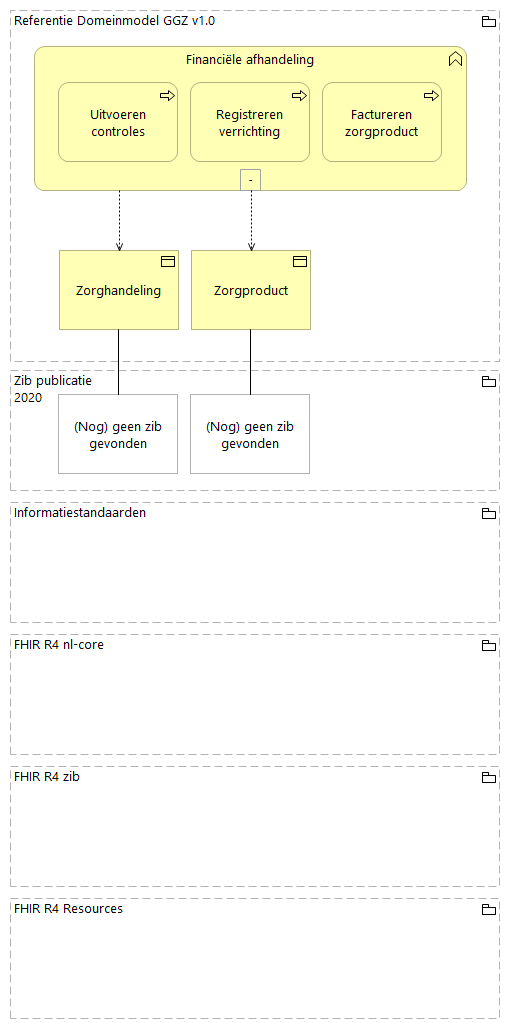 Referentie Domeinmodel GGZ v1.0
Financiële afhandeling
Uitvoeren
controles
Registreren
verrichting
Factureren
zorgproduct
-
Zorghandeling
Zorgproduct
Zib publicatie
2020
(Nog) geen zib
gevonden
(Nog) geen zib
gevonden
Informatiestandaarden
FHIR R4 nl-core
FHIR R4 zib
FHIR R4 Resources